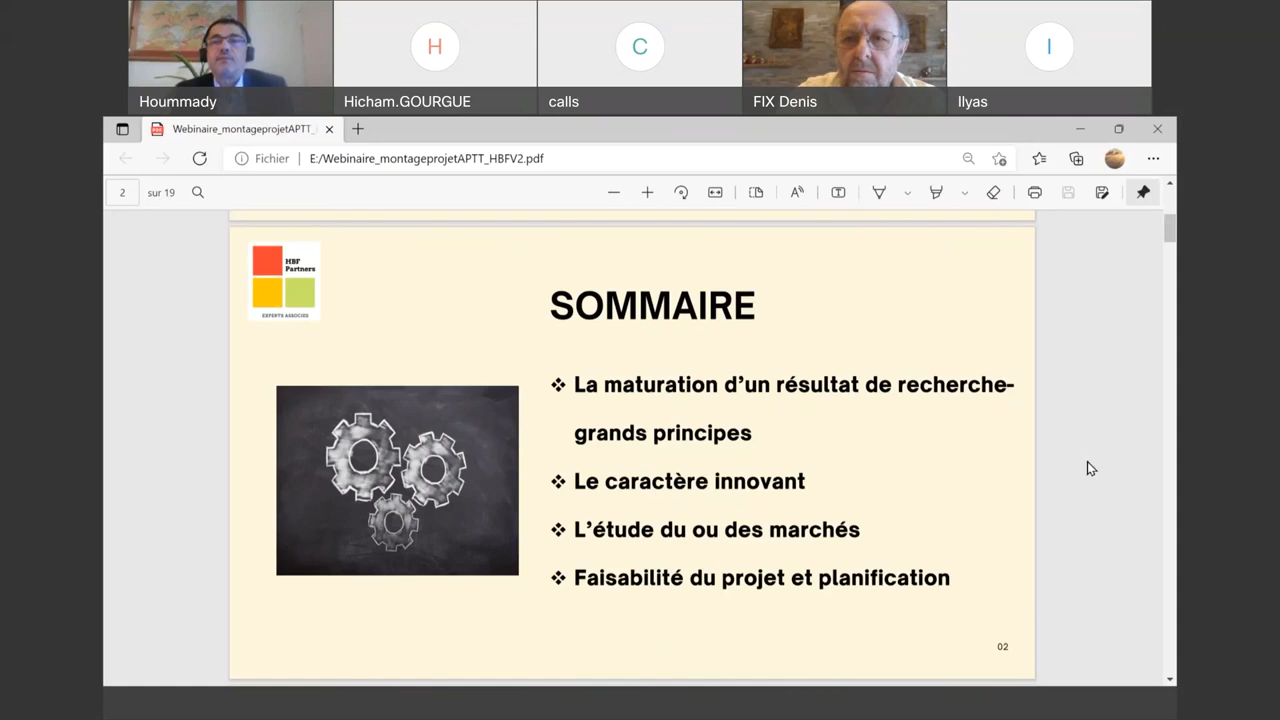 H
C
I
Hoummady
Hicham.GOURGUE
calls
FIX Denis
Ilyas
Webinaire_montageprojetAPTT_
Fichier
E:/Webinaire_montageprojetAPTT_HBFV2.pdf
2
sur 19
HBF
Partners
EXPERTS ASSOCIES
SOMMAIRE
❖ La maturation d’un résultat de recherche-
grands principes
❖ Le caractère innovant
❖ L’étude du ou des marchés
❖ Faisabilité du projet et planification
02